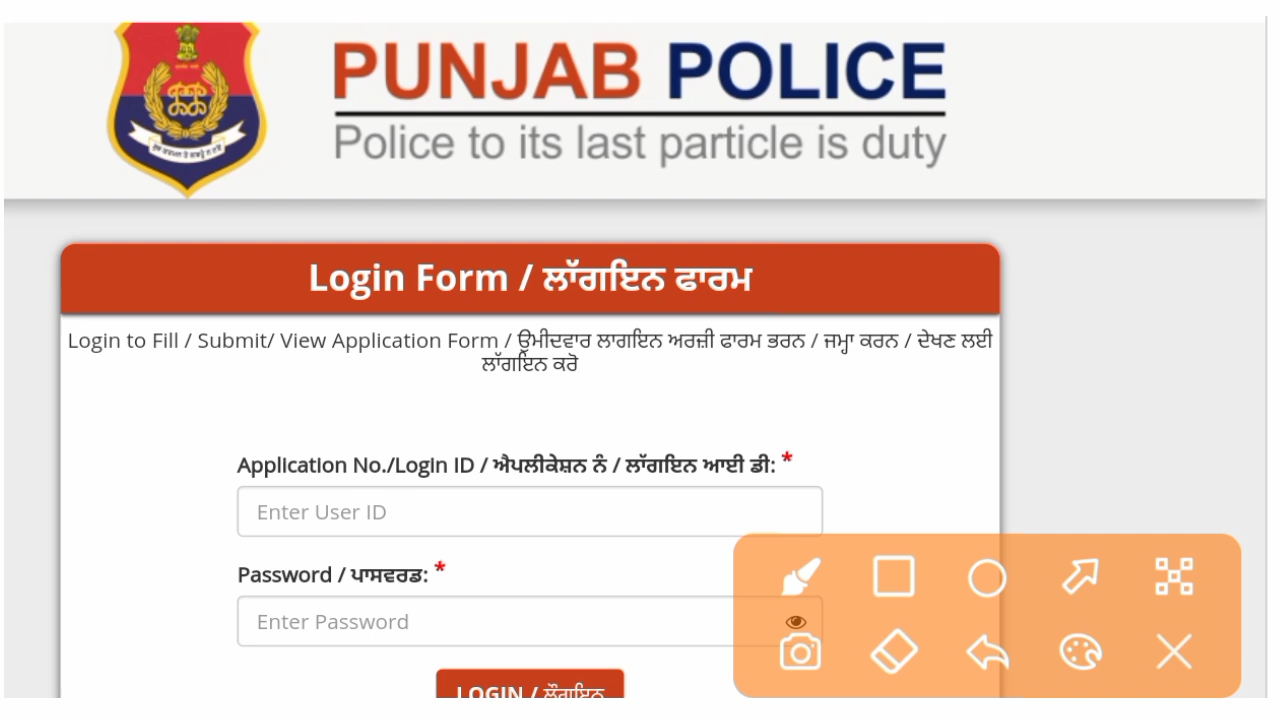 PUNJAB POLICE
Police to its last particle is duty
Login Form / ਲਾੱਗਇਨ ਫਾਰਮ
Login to Fill / Submit/ View Application Form / ਉਮੀਦਵਾਰ ਲਾਗਇਨ ਅਰਜ਼ੀ ਫਾਰਮ ਭਰਨ / ਜਮ੍ਹਾ ਕਰਨ / ਦੇਖਣ ਲਈ
ਲਾੱਗਇਨ ਕਰੋ
Application No./Login ID / ਐਪਲੀਕੇਸ਼ਨ ਨੰ / ਲਾੱਗਇਨ ਆਈ ਡੀ: *
Enter User ID
Password / ਪਾਸਵਰਡ: *
Enter Password
LOGIN / ਲੌਗਇਨ